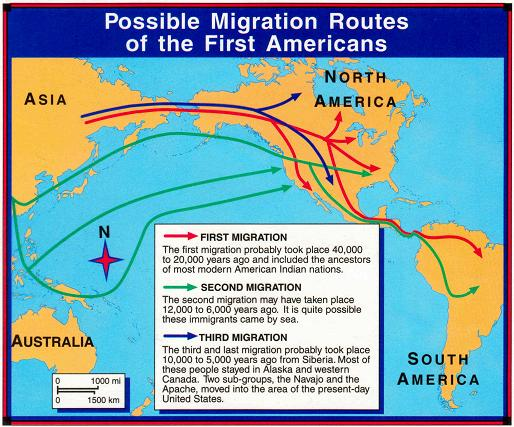 Possible Migration Routes
of the First Americans
NORTH
AMERICA
ASIA
N
FIRST MIGRATION
The first migration probably took place 40,000
to 20,000 years ago and included the ancestors
of most modern American Indian nations.
SECOND MIGRATION
The second migration may have taken place
12,000 to 6,000 years ago. It is quite possible
these immigrants came by sea.
THIRD MIGRATION
The third and last migration probably took place
10,000 to 5,000 years ago from Siberia. Most of
these people stayed in Alaska and western
Canada. Two sub-groups, the Navajo and the
Apache, moved into the area of the present-day
United States.
AUSTRALIA
SOUTH
AMERICA
0 1000 mi
0 1500 km